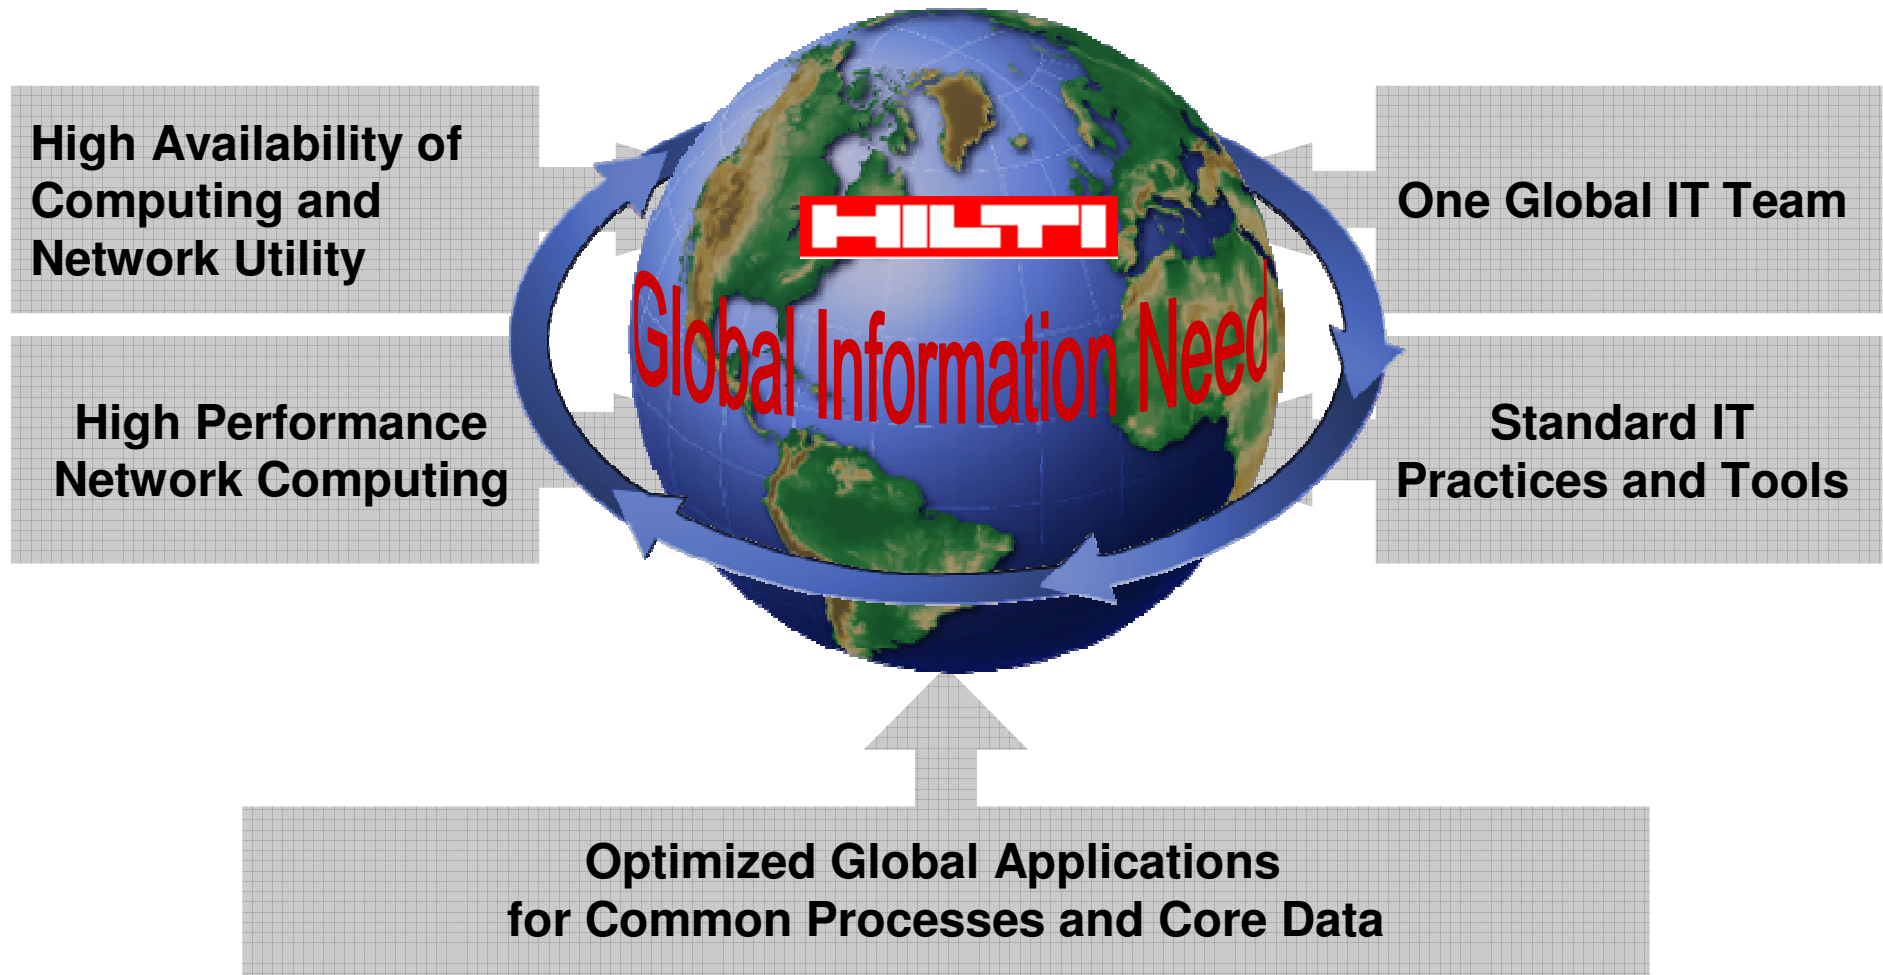 High Availability of
Computing and
Network Utility
High Performance
Network Computing
HILTI
Global Information Need
One Global IT Team
Standard IT
Practices and Tools
Optimized Global Applications
for Common Processes and Core Data